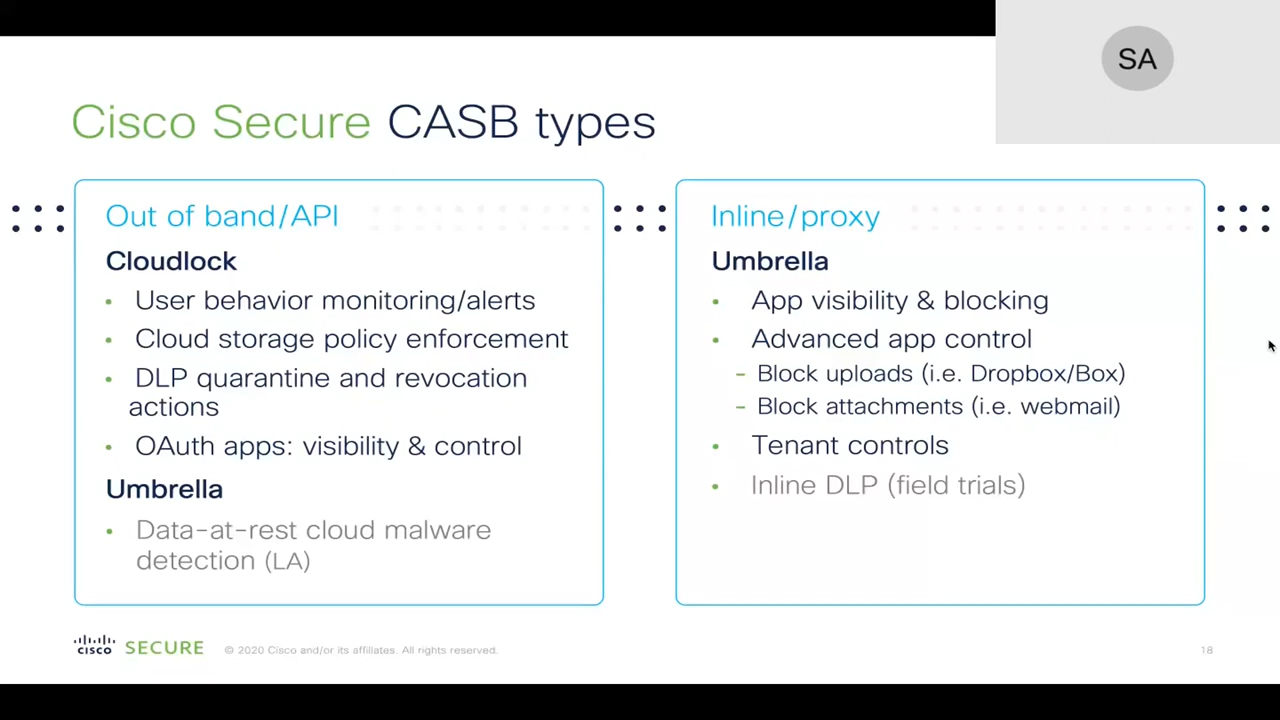 SA
Cisco Secure CASB types
Out of band/API
Cloudlock
• User behavior monitoring/alerts
• Cloud storage policy enforcement
• DLP quarantine and revocation
actions
• OAuth apps: visibility & control
Umbrella
• Data-at-rest cloud malware
detection (LA)
Inline/proxy
Umbrella
• App visibility & blocking
• Advanced app control
– Block uploads (i.e. Dropbox/Box)
– Block attachments (i.e. webmail)
• Tenant controls
• Inline DLP (field trials)
cisco SECURE © 2020 Cisco and/or its affiliates. All rights reserved.
18